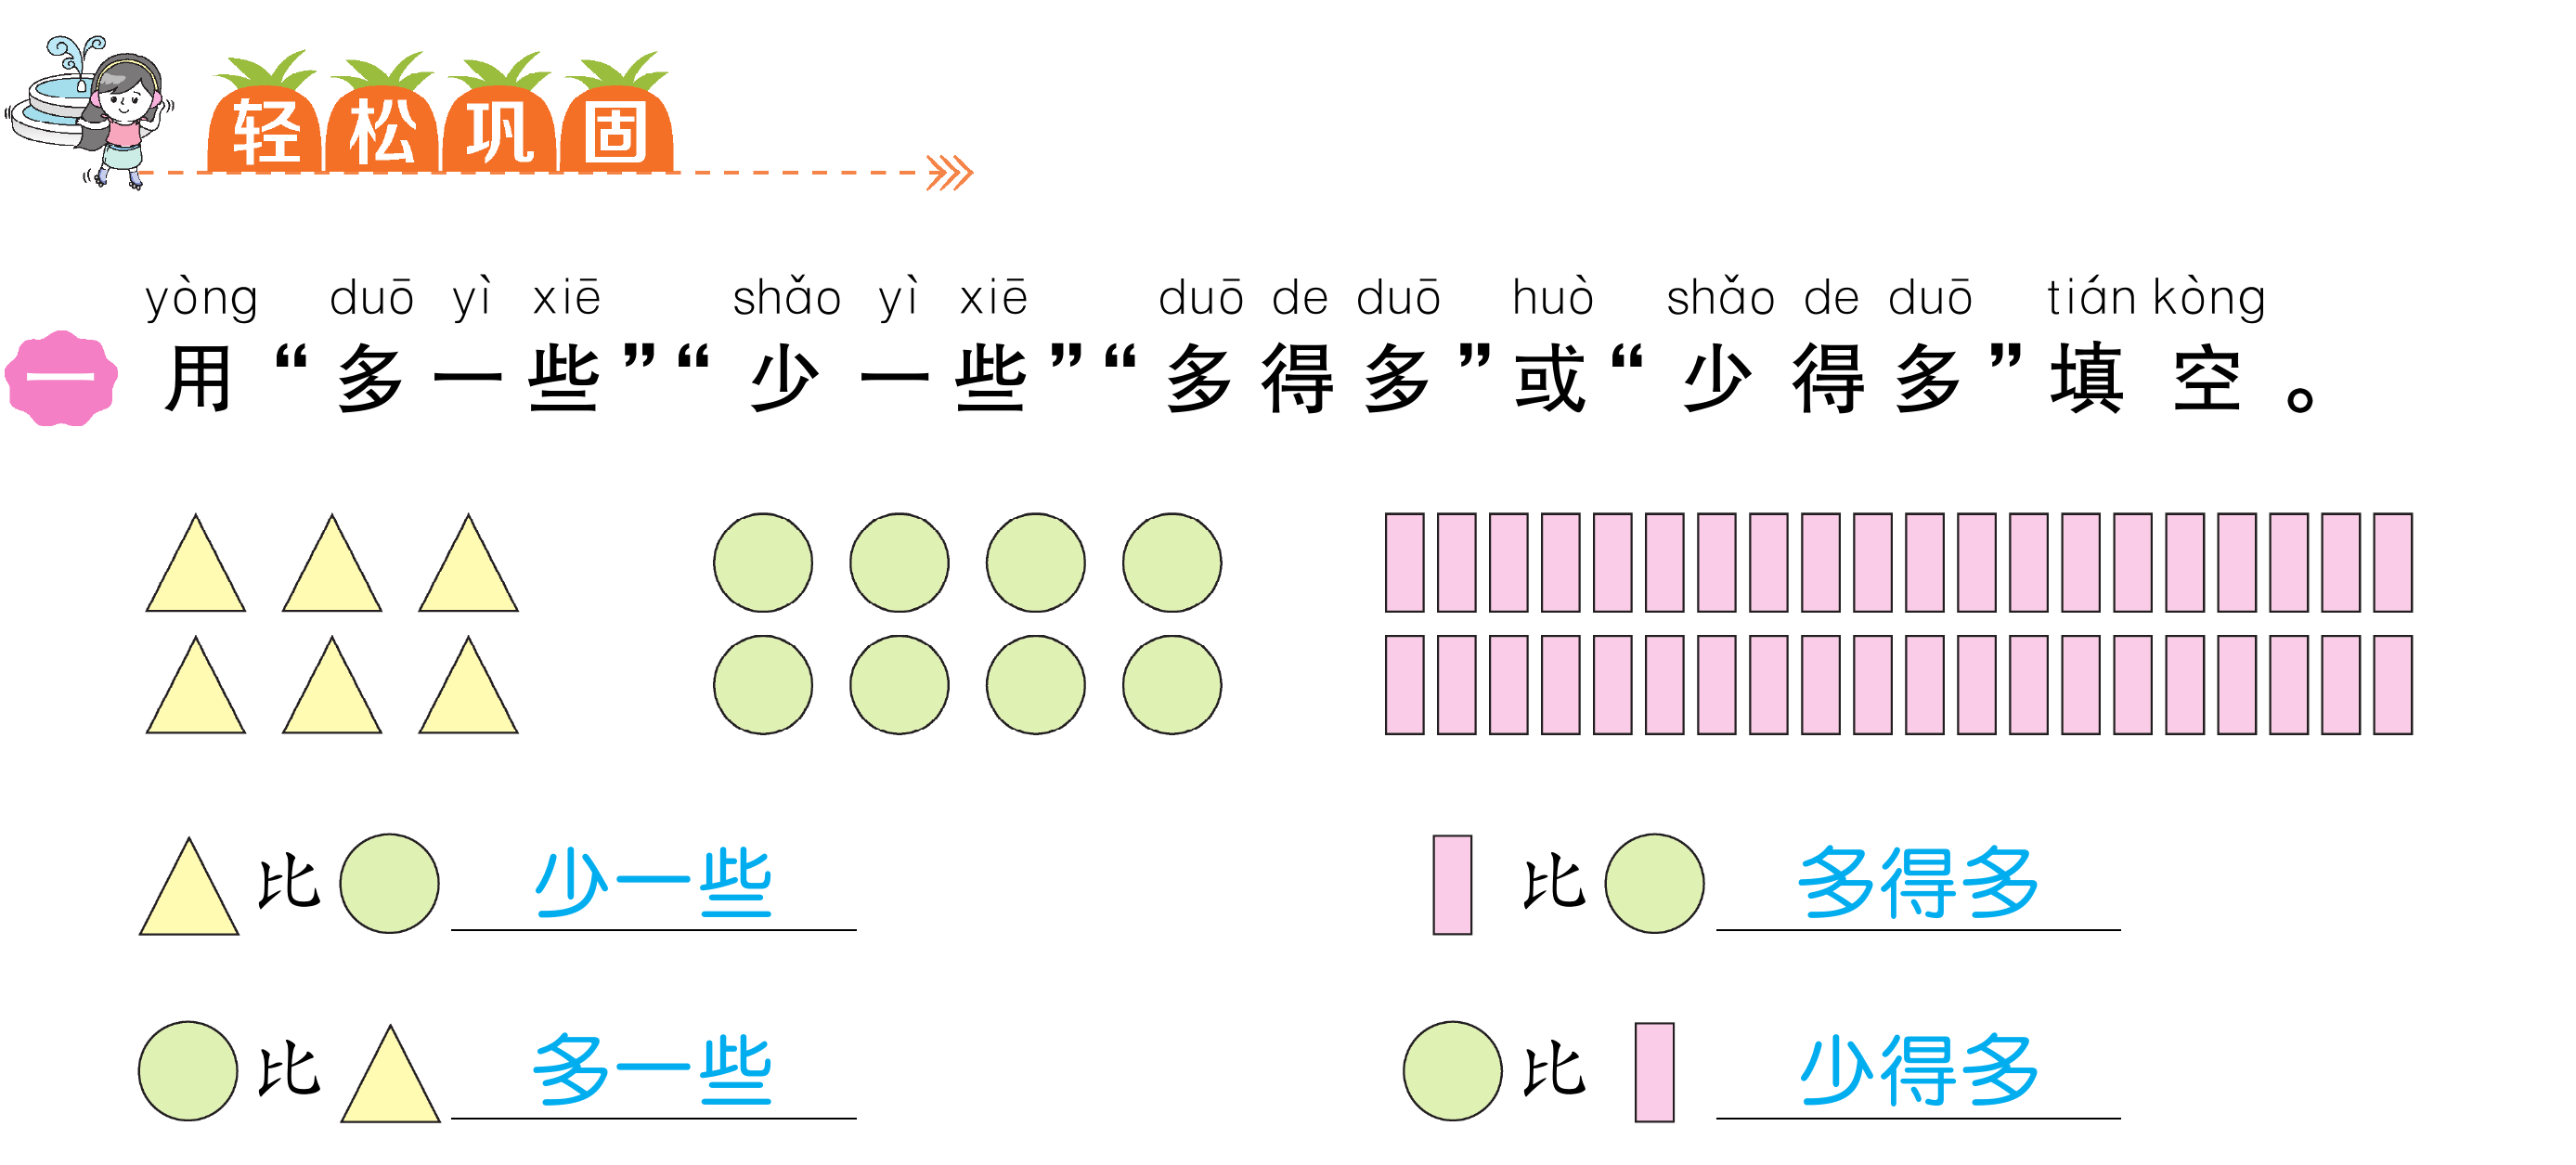 轻松巩固
yòng duō yì xiē shǎo yì xiē duō de duō huò shǎo de duō tián kòng
一 用“多一些”“少一些”“多得多”或“少得多”填空。
比 少一些 比 多得多
比 多一些 比 少得多